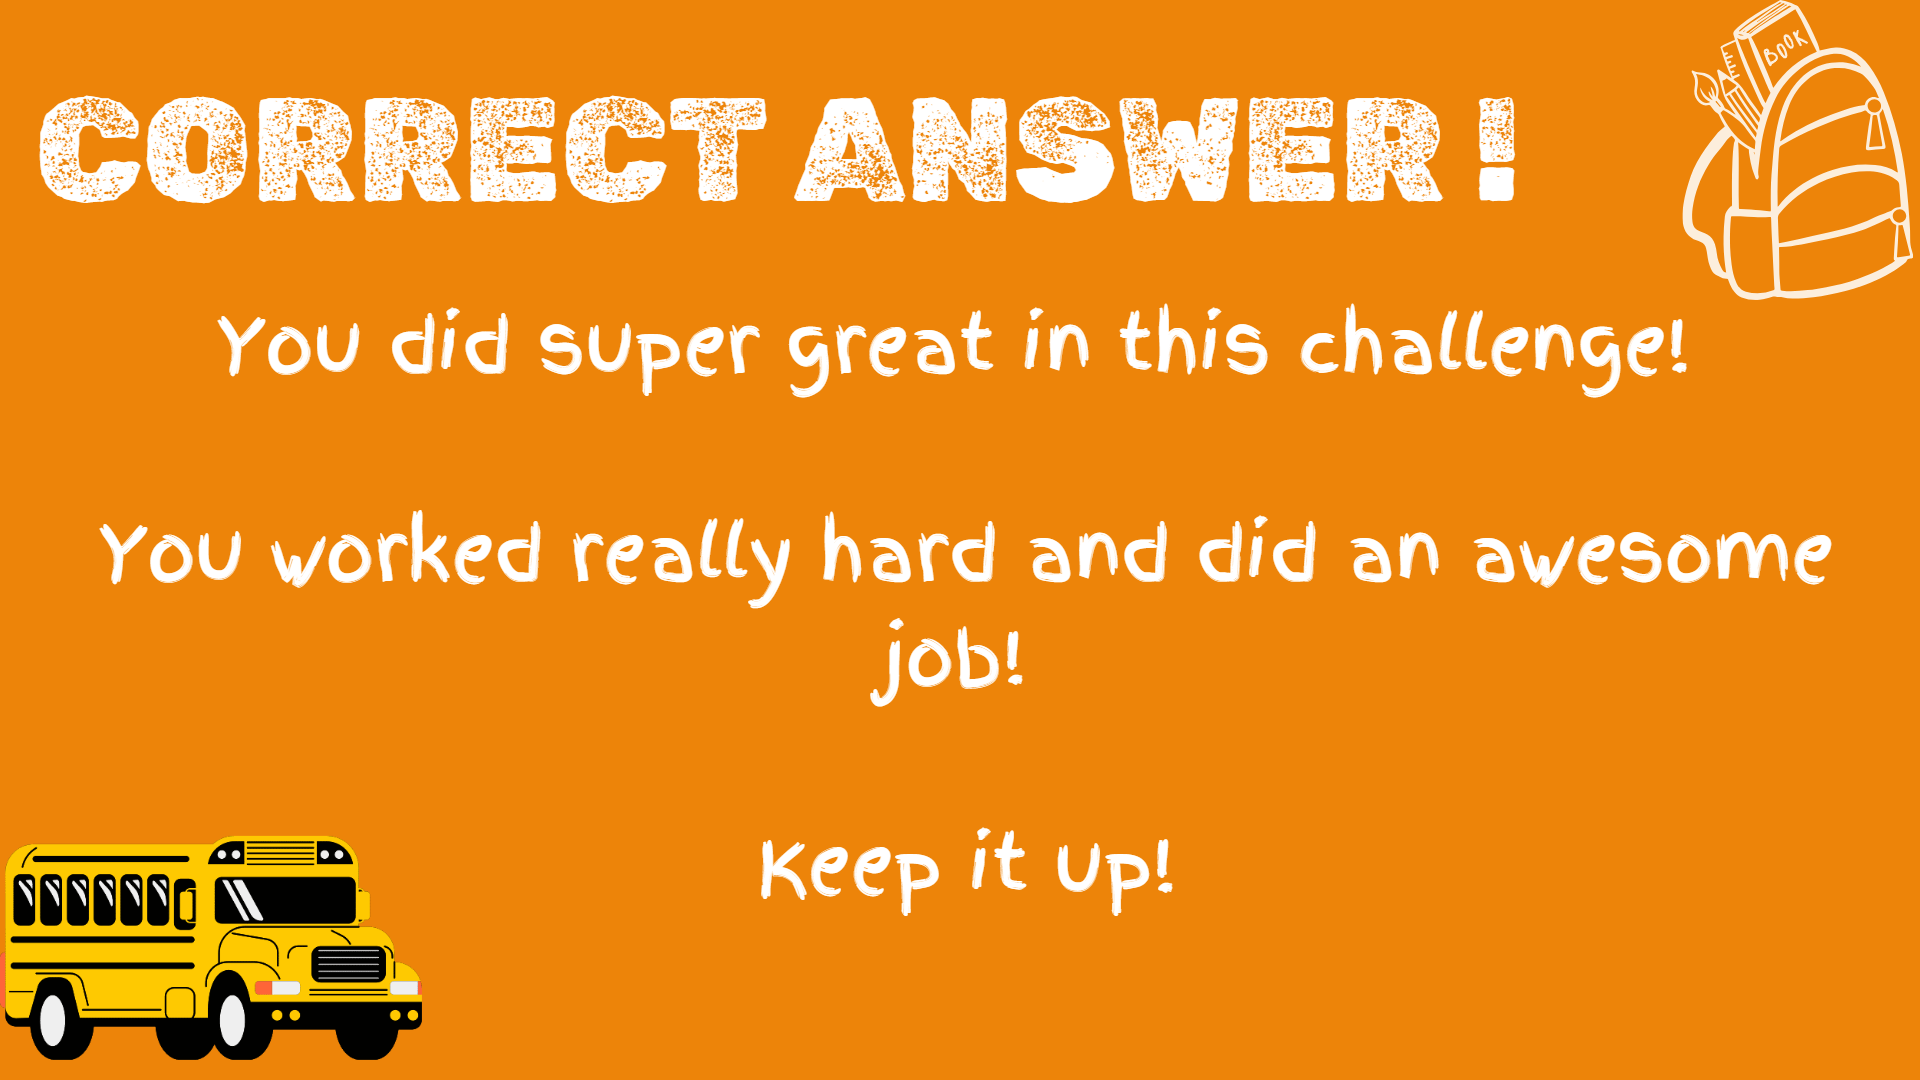 BOOK
CORRECT ANSWER !
You did super great in this challenge!
You worked really hard and did an awesome
job!
Keep it up!